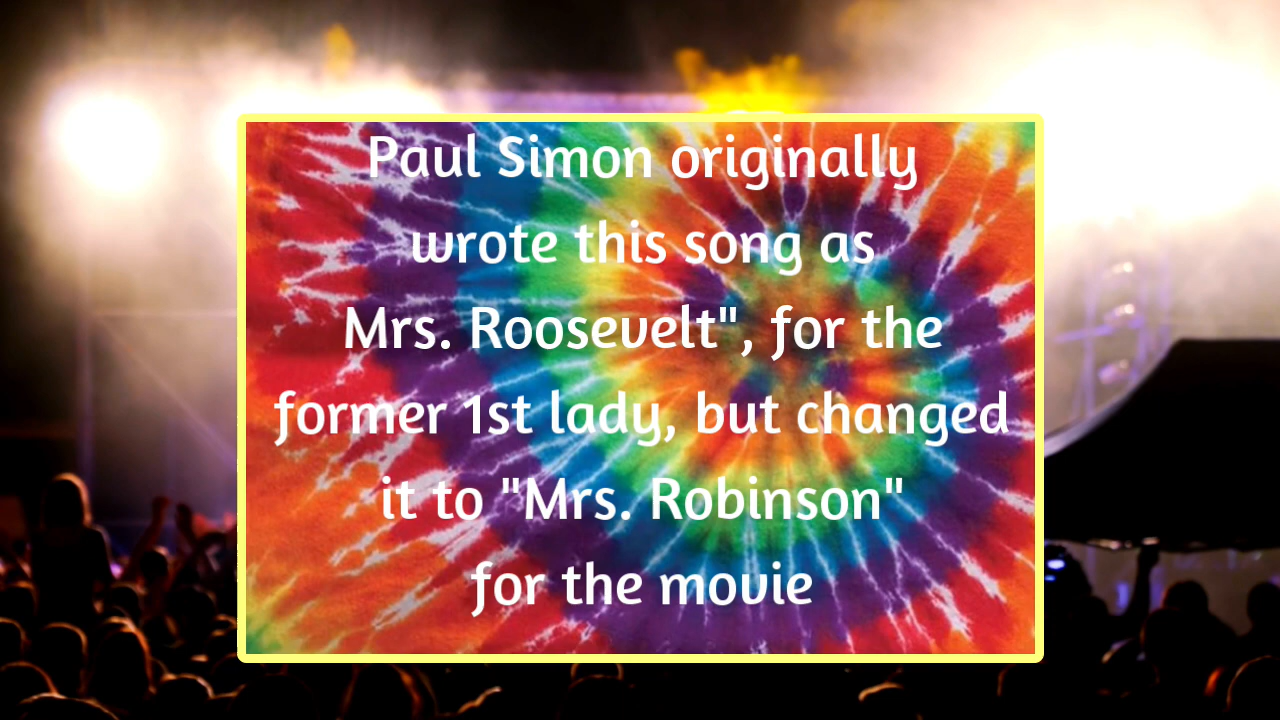 Paul Simon originally
wrote this song as
Mrs. Roosevelt", for the
former 1st lady, but changed
it to "Mrs. Robinson"
for the movie